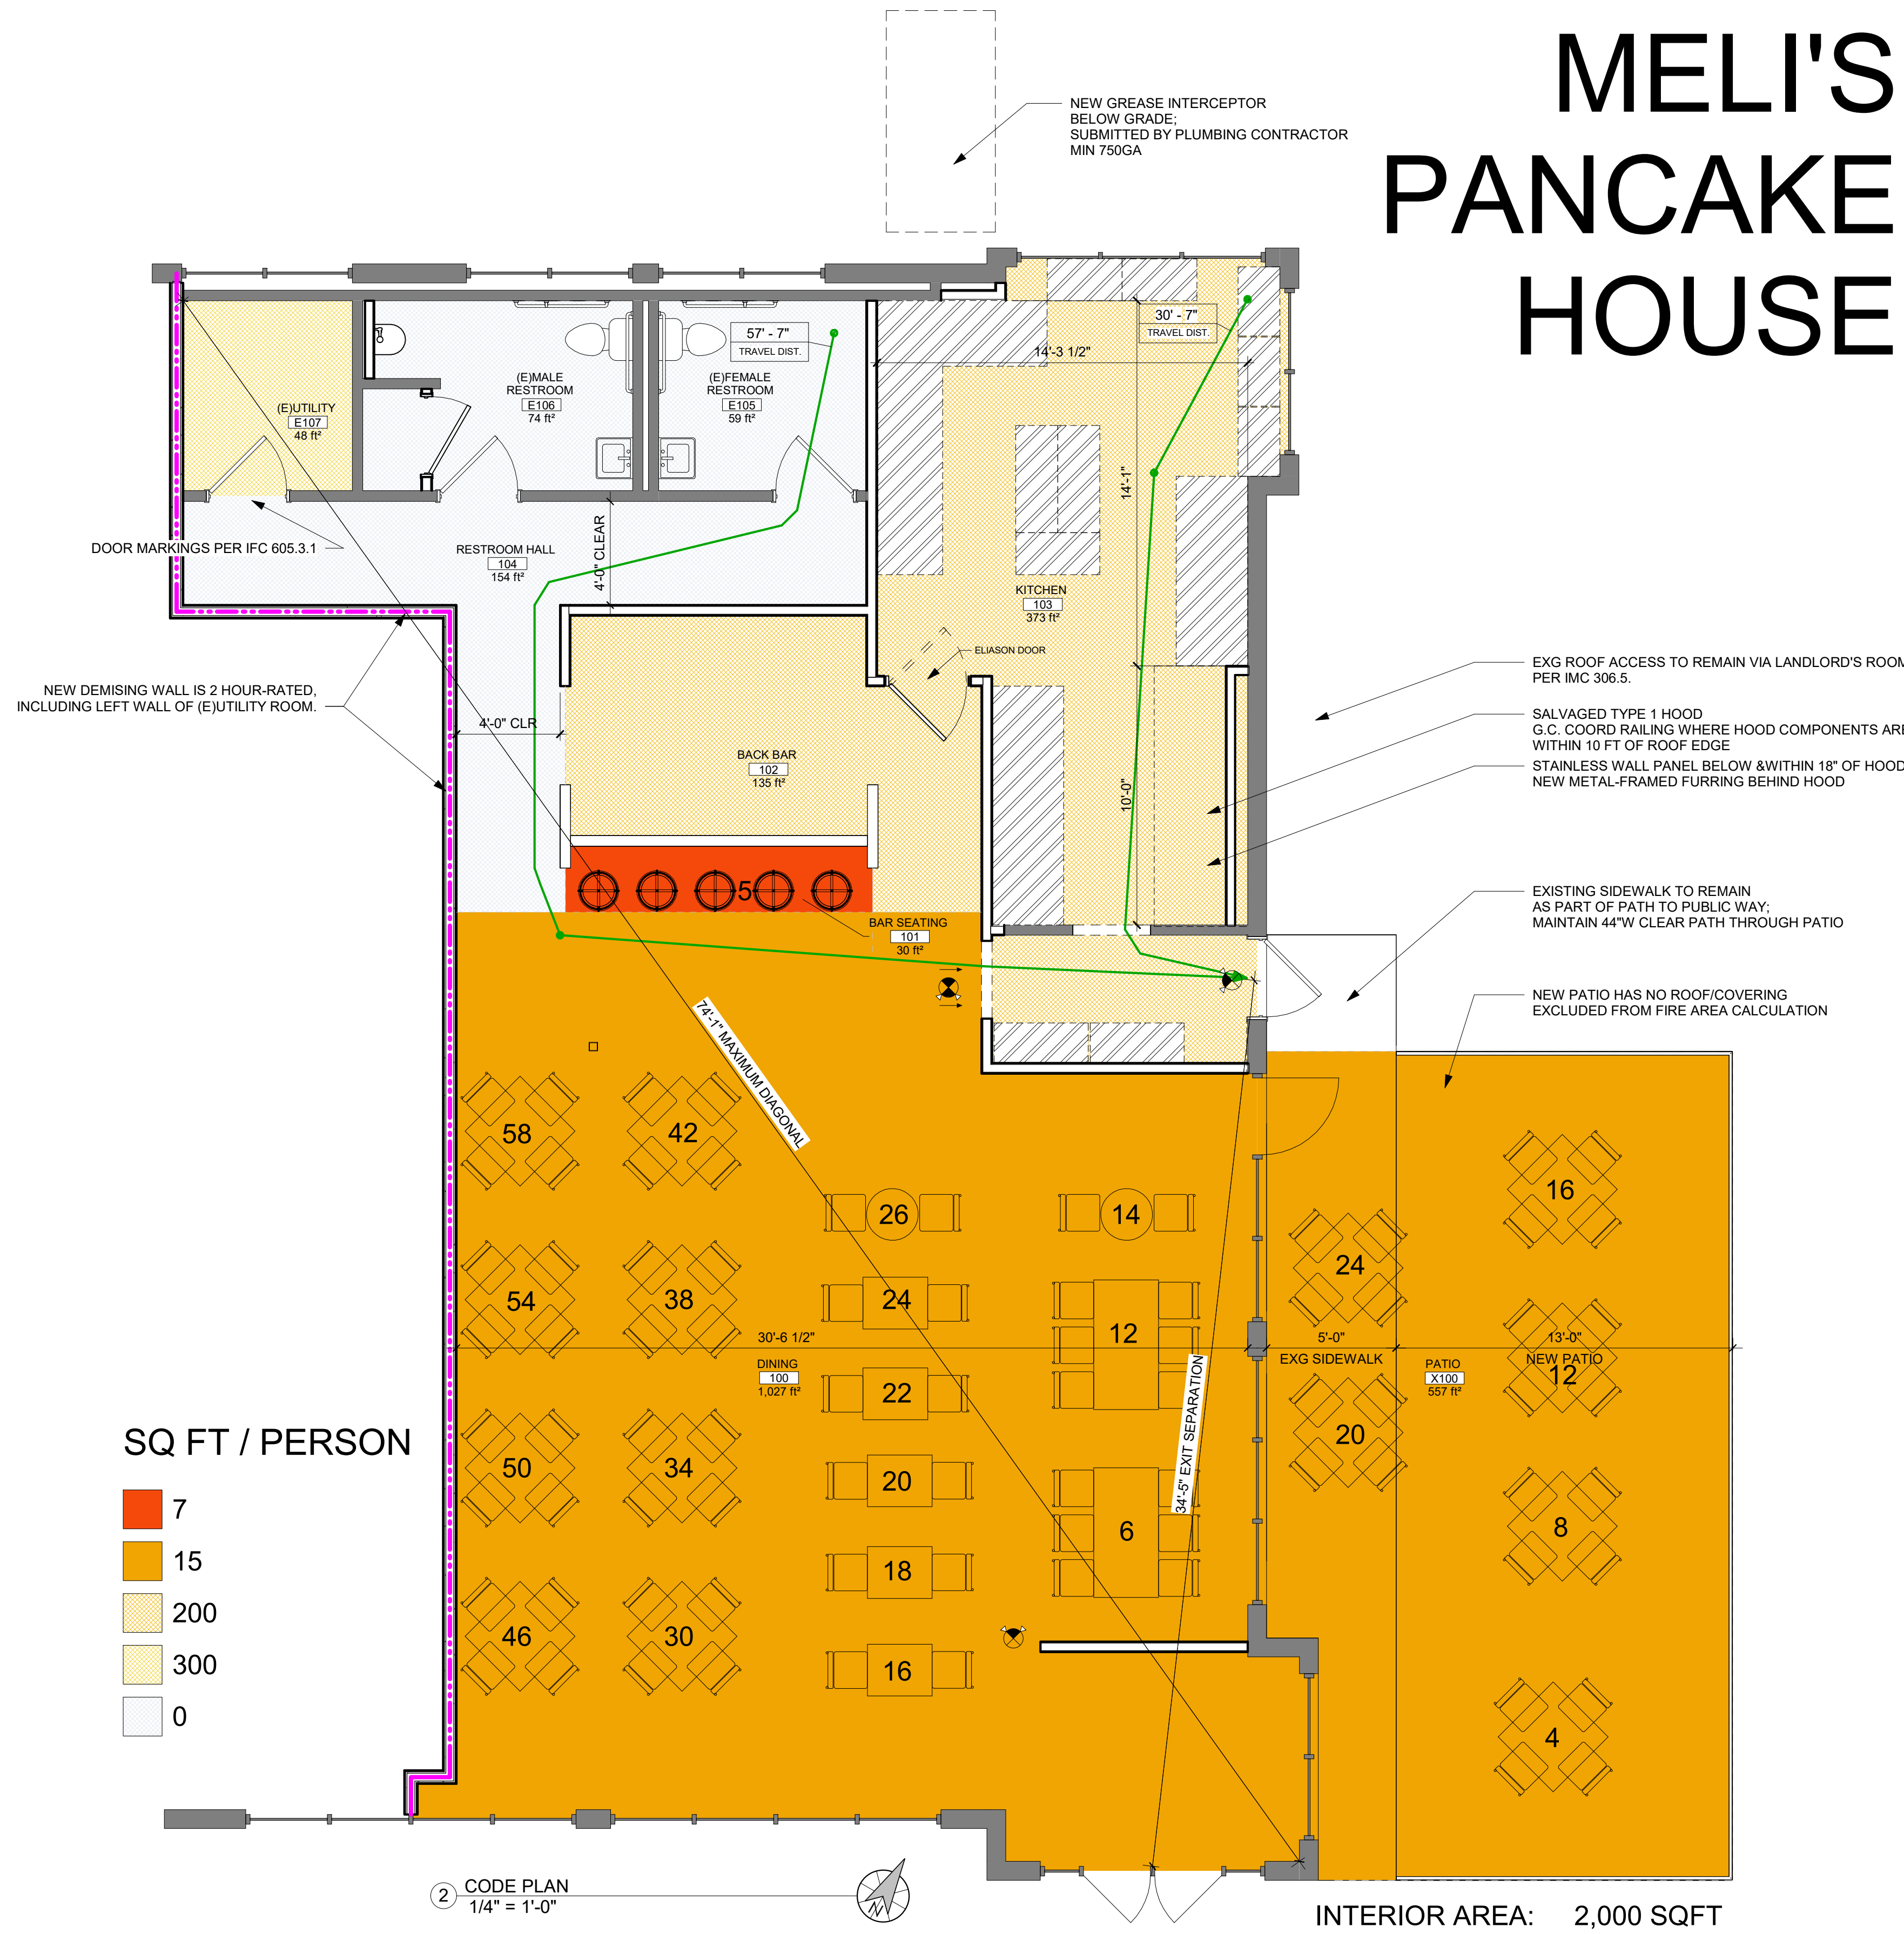 MELI'S
PANCAKE
HOUSE
NEW GREASE INTERCEPTOR
BELOW GRADE;
SUBMITTED BY PLUMBING CONTRACTOR
MIN 750GA
57' - 7"
TRAVEL DIST.
30' - 7"
TRAVEL DIST.
14'-3 1/2"
(E)MALE
RESTROOM
E106
74 ft²
(E)FEMALE
RESTROOM
E105
59 ft²
(E)UTILITY
E107
48 ft²
14'-1"
DOOR MARKINGS PER IFC 605.3.1
RESTROOM HALL
104
154 ft²
4'-0" CLEAR
KITCHEN
103
373 ft²
ELIASON DOOR
EXG ROOF ACCESS TO REMAIN VIA LANDLORD'S ROOM
PER IMC 306.5.
NEW DEMISING WALL IS 2 HOUR-RATED,
INCLUDING LEFT WALL OF (E)UTILITY ROOM.
4'-0" CLR
SALVAGED TYPE 1 HOOD
G.C. COORD RAILING WHERE HOOD COMPONENTS ARE
WITHIN 10 FT OF ROOF EDGE
STAINLESS WALL PANEL BELOW &WITHIN 18" OF HOOD
NEW METAL-FRAMED FURRING BEHIND HOOD
BACK BAR
102
135 ft²
10'-0"
5
BAR SEATING
101
30 ft²
EXISTING SIDEWALK TO REMAIN
AS PART OF PATH TO PUBLIC WAY;
MAINTAIN 44"W CLEAR PATH THROUGH PATIO
NEW PATIO HAS NO ROOF/COVERING
EXCLUDED FROM FIRE AREA CALCULATION
74'-1" MAXIMUM DIAGONAL
58
42
26
14
24
16
54
38
24
12
30'-6 1/2"
5'-0"
13'-0"
EXG SIDEWALK
NEW PATIO
DINING
100
1,027 ft²
PATIO
X100
557 ft²
12
22
20
34'-5" EXIT SEPARATION
50
34
20
6
8
18
46
30
16
4
SQ FT / PERSON
7
15
200
300
0
2
CODE PLAN
1/4" = 1'-0"
N
INTERIOR AREA: 2,000 SQFT